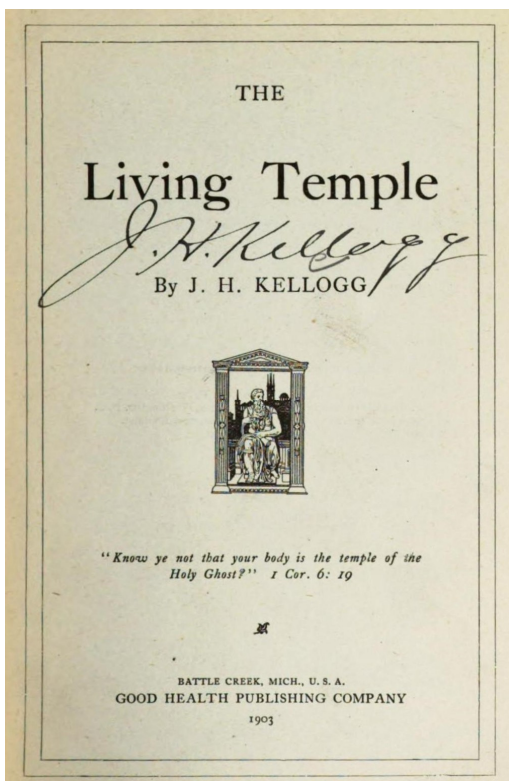 THE
Living Temple
J. H. Kellogg
By J. H. KELLOGG
"Know ye not that your body is the temple of the
Holy Ghost?" 1 Cor. 6: 19
BATTLE CREEK, MICH., U. S. A.
GOOD HEALTH PUBLISHING COMPANY
1903